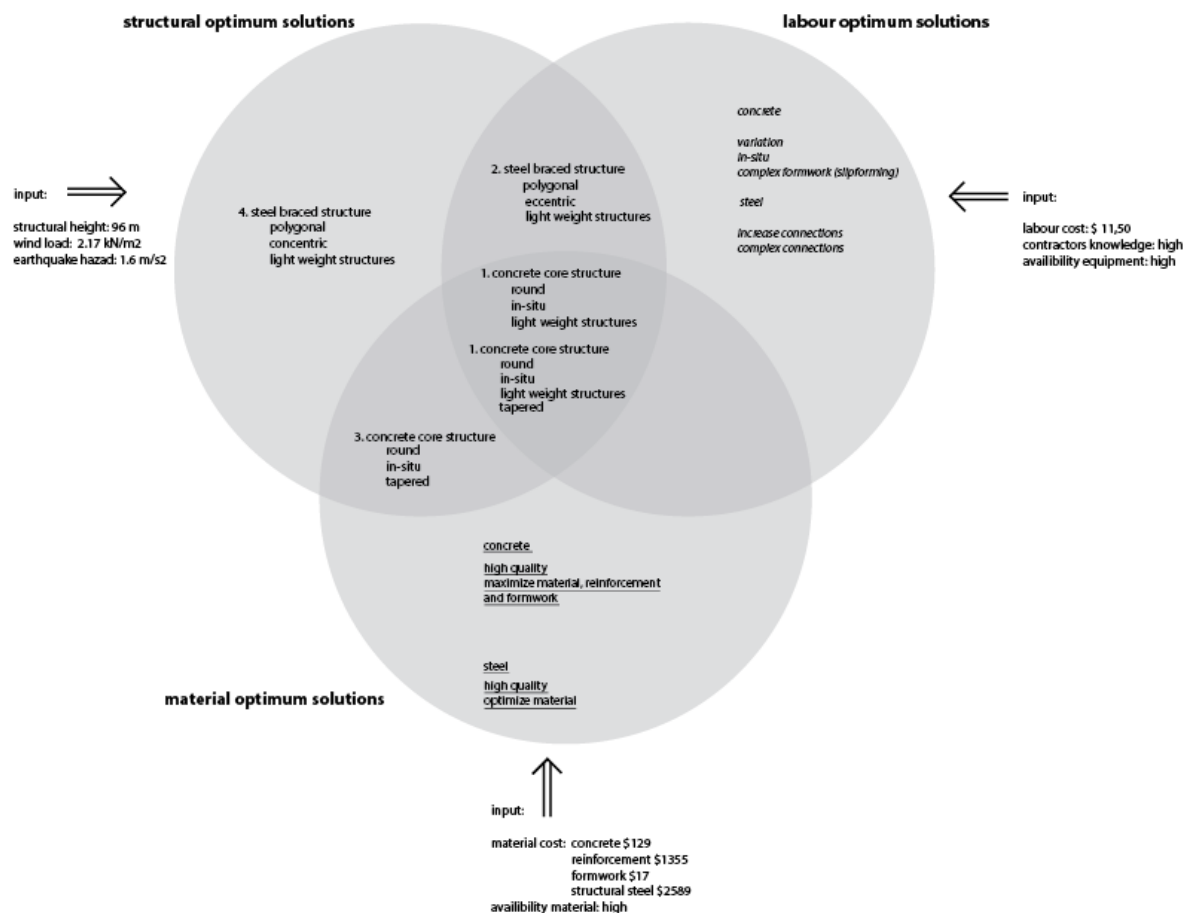 structural optimum solutions
labour optimum solutions
concrete
variation
in-situ
complex formwork (slipforming)
steel
increase connections
complex connections
2. steel braced structure
polygonal
eccentric
light weight structures
input:
structural height: 96 m
wind load: 2.17 kN/m2
earthquake hazad: 1.6 m/s2
4. steel braced structure
polygonal
concentric
light weight structures
input:
labour cost: $ 11,50
contractors knowledge: high
availibility equipment: high
1. concrete core structure
round
in-situ
light weight structures
1. concrete core structure
round
in-situ
light weight structures
tapered
3. concrete core structure
round
in-situ
tapered
concrete
high quality
maximize material, reinforcement
and formwork
steel
high quality
optimize material
material optimum solutions
input:
material cost: concrete $129
reinforcement $1355
formwork $17
structural steel $2589
availibility material: high